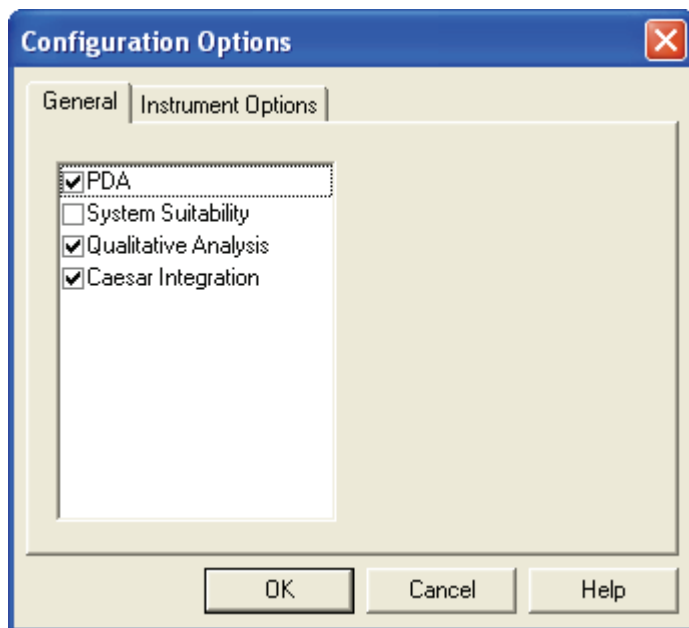 Configuration Options
General
Instrument Options
PDA
System Suitability
Qualitative Analysis
Caesar Integration
OK
Cancel
Help